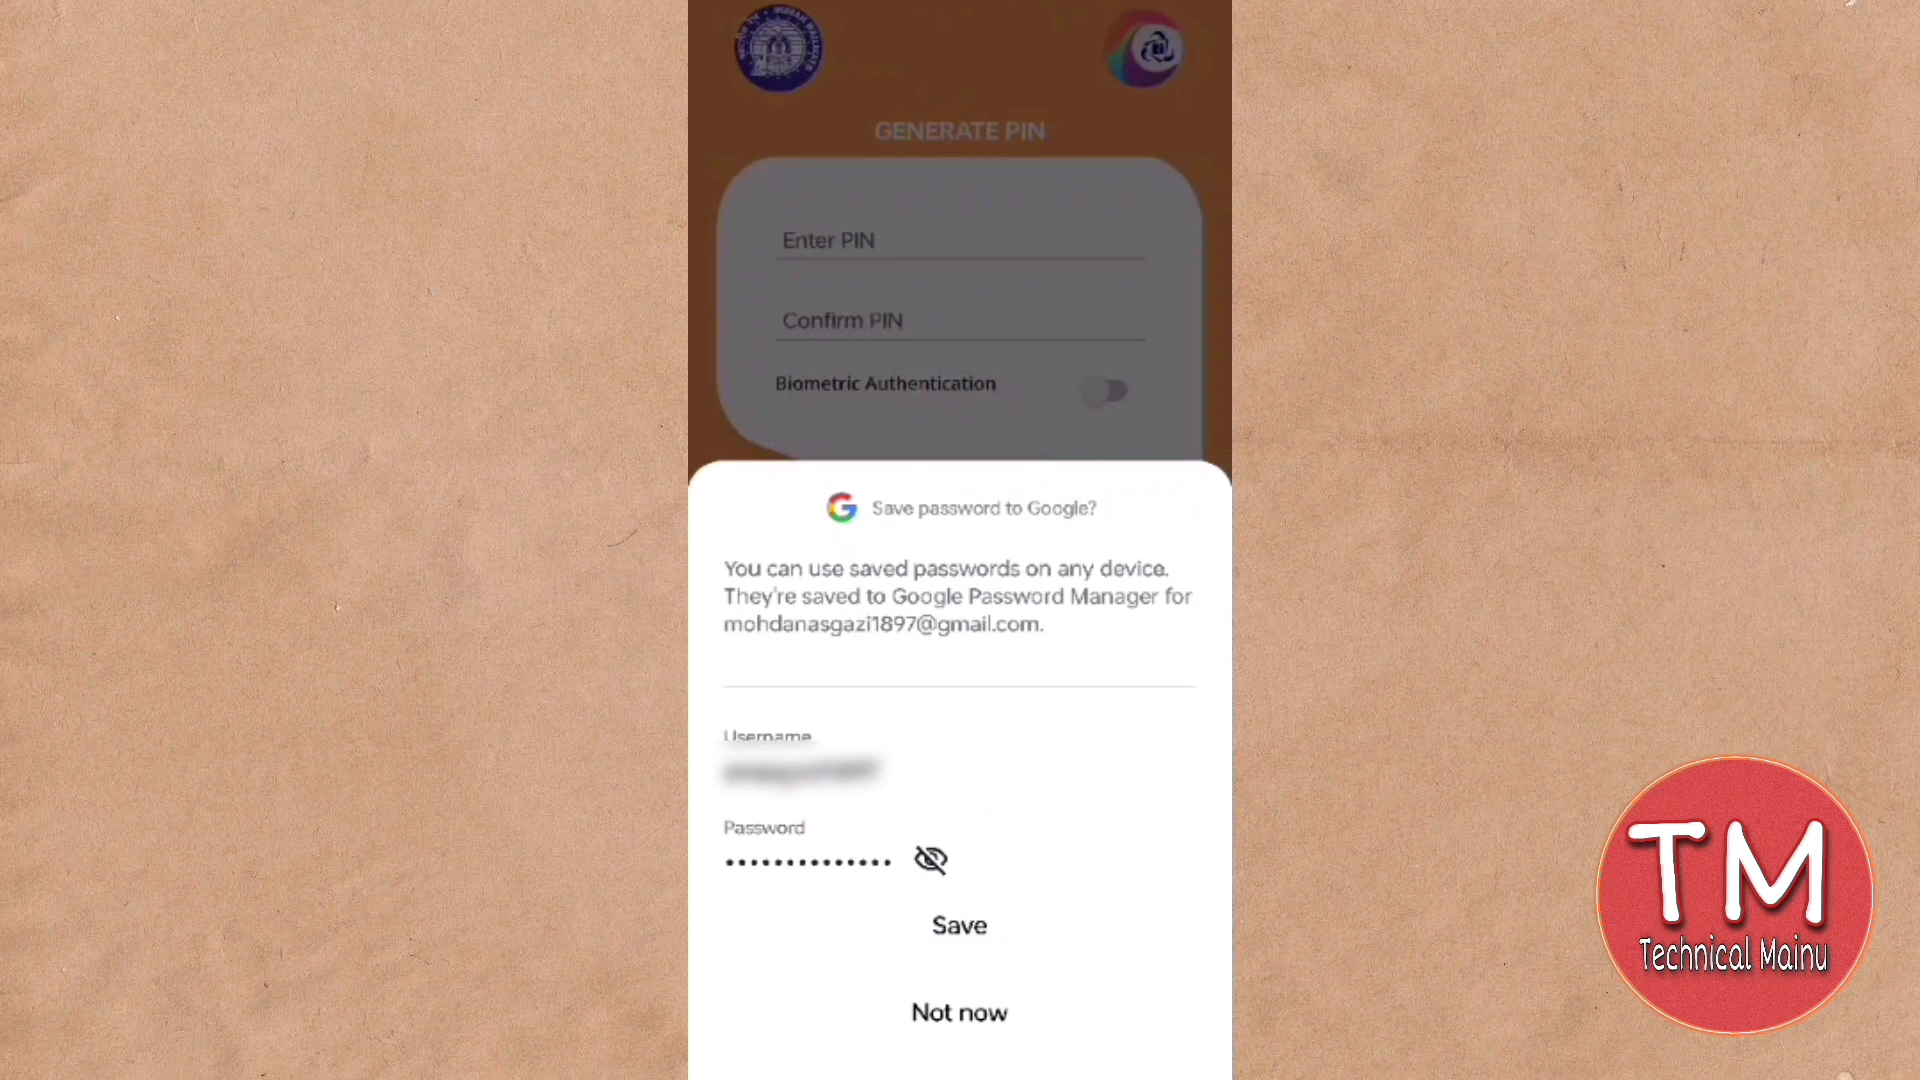 GENERATE PIN
Enter PIN
Confirm PIN
Biometric Authentication
Save password to Google?
You can use saved passwords on any device.
They're saved to Google Password Manager for
mohdanasgazi1897@gmail.com.
Username
Password
••••••••••••••
Save
Not now
TM
Technical Mainu